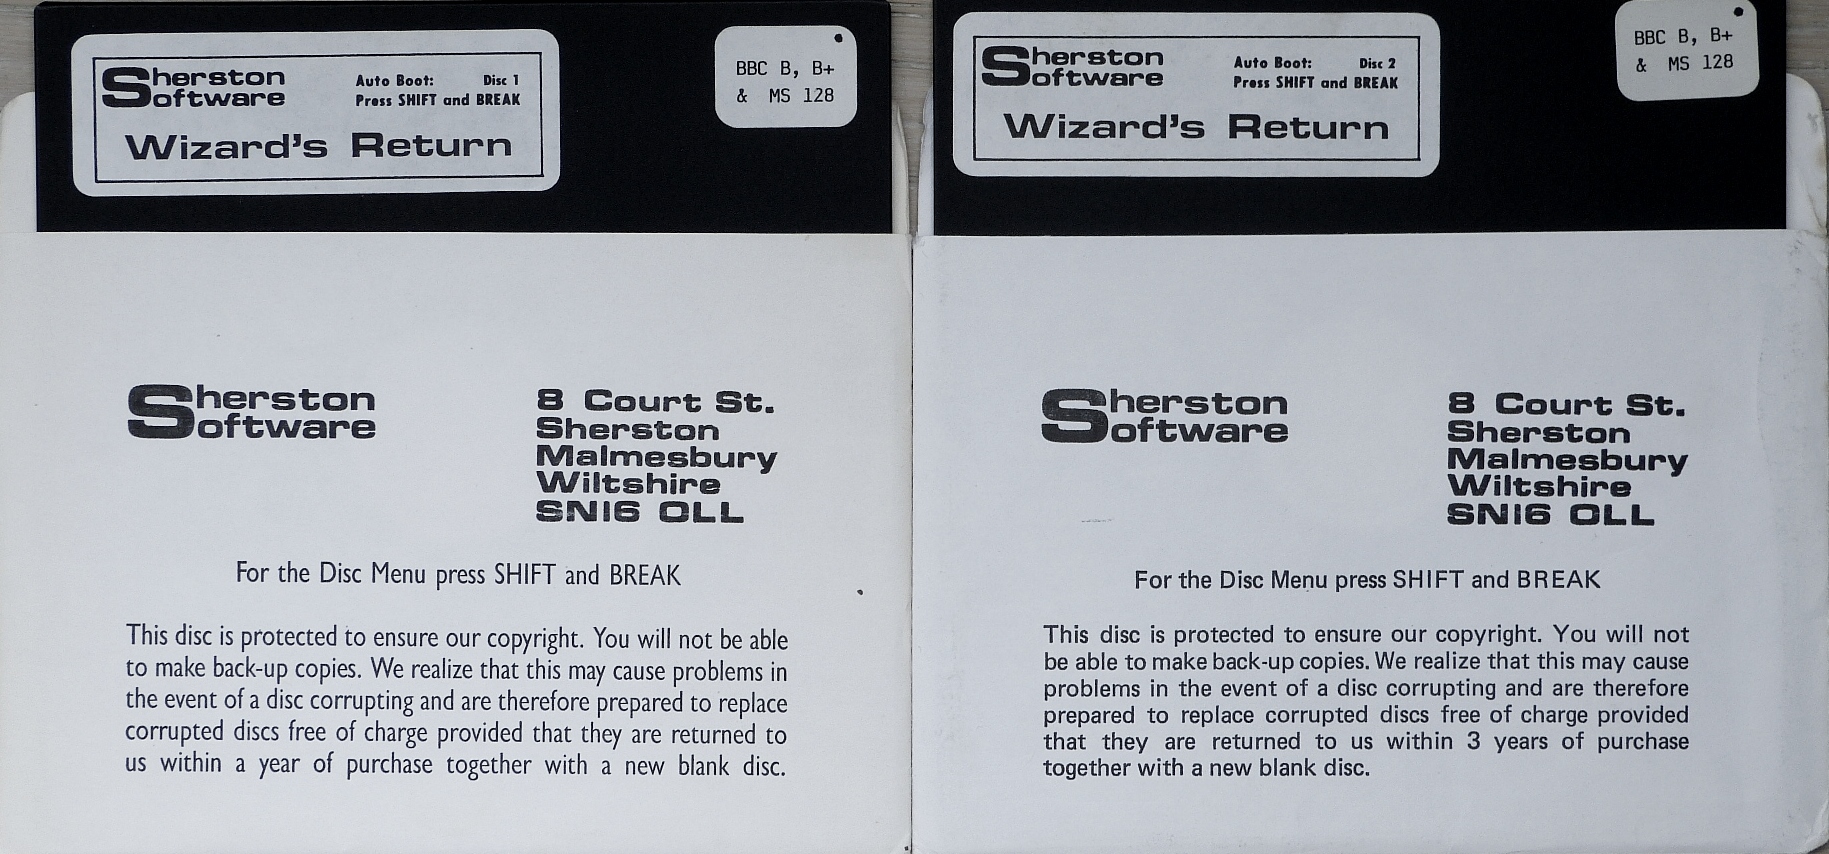 Sherston
Software
Auto Boot: Disc 1
Press SHIFT and BREAK
Wizard's Return
BBC B, B+
& MS 128
Sherston
Software
8 Court St.
Sherston
Malmesbury
Wiltshire
SN16 OLL
For the Disc Menu press SHIFT and BREAK
This disc is protected to ensure our copyright. You will not be able
to make back-up copies. We realize that this may cause problems in
the event of a disc corrupting and are therefore prepared to replace
corrupted discs free of charge provided that they are returned to
us within a year of purchase together with a new blank disc.
Sherston
Software
Auto Boot: Disc 2
Press SHIFT and BREAK
Wizard's Return
BBC B, B+
& MS 128
Sherston
Software
8 Court St.
Sherston
Malmesbury
Wiltshire
SN16 OLL
For the Disc Menu press SHIFT and BREAK
This disc is protected to ensure our copyright. You will not
be able to make back-up copies. We realize that this may cause
problems in the event of a disc corrupting and are therefore
prepared to replace corrupted discs free of charge provided
that they are returned to us within 3 years of purchase
together with a new blank disc.